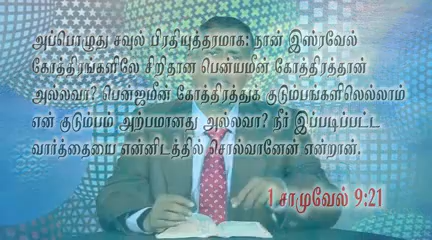 அப்பொழுது சவுல் பிரதியுத்தரமாக: நான் இஸ்ரவேல்
கோத்திரங்களிலே சிறிதான பென்யமீன் கோத்திரத்தான்
அல்லவா? பென்ஜமீன் கோத்திரத்துக் குடும்பங்களிலெல்லாம்
என் குடும்பம் அற்பமானது அல்லவா? நீர் இப்படிப்பட்ட
வார்த்தையை என்னிடத்தில் சொல்வானேன் என்றான்.
1 சாமுவேல் 9:21